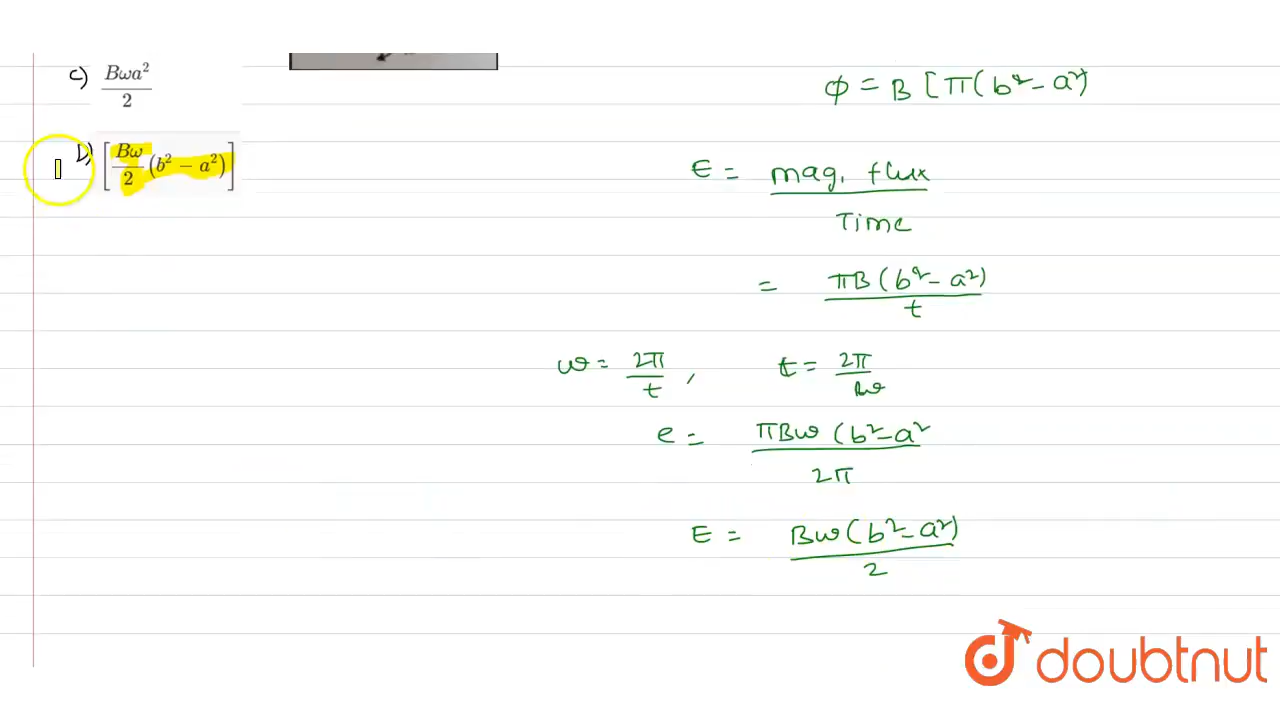 C) Bωa²/2
D) [Bω/2 (b² − a²)]
φ = B [π(b² − a²)
E = mag. flux / Time
= πB(b² − a²) / t
ω = 2π/t , t = 2π/ω
e = πBω(b² − a² / 2π
E = Bω(b² − a²) / 2
doubtnut